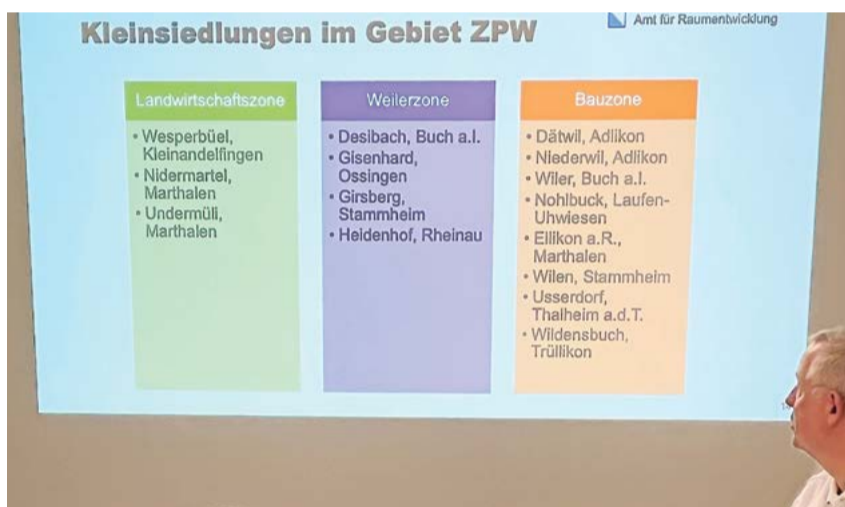 Kleinsiedlungen im Gebiet ZPW
Amt für Raumentwicklung
Landwirtschaftszone
• Wesperbüel,
Kleinandelfingen
• Nidermartel,
Marthalen
• Undermüli,
Marthalen
Weilerzone
• Desibach, Buch a.I.
• Gisenhard,
Ossingen
• Girsberg,
Stammheim
• Heidenhof, Rheinau
Bauzone
• Dätwil, Adlikon
• Niederwil, Adlikon
• Wiler, Buch a.I.
• Nohlbuck, Laufen-
Uhwiesen
• Ellikon a.R.,
Marthalen
• Wilen, Stammheim
• Usserdorf,
Thalheim a.d.T.
• Wildensbuch,
Trüllikon